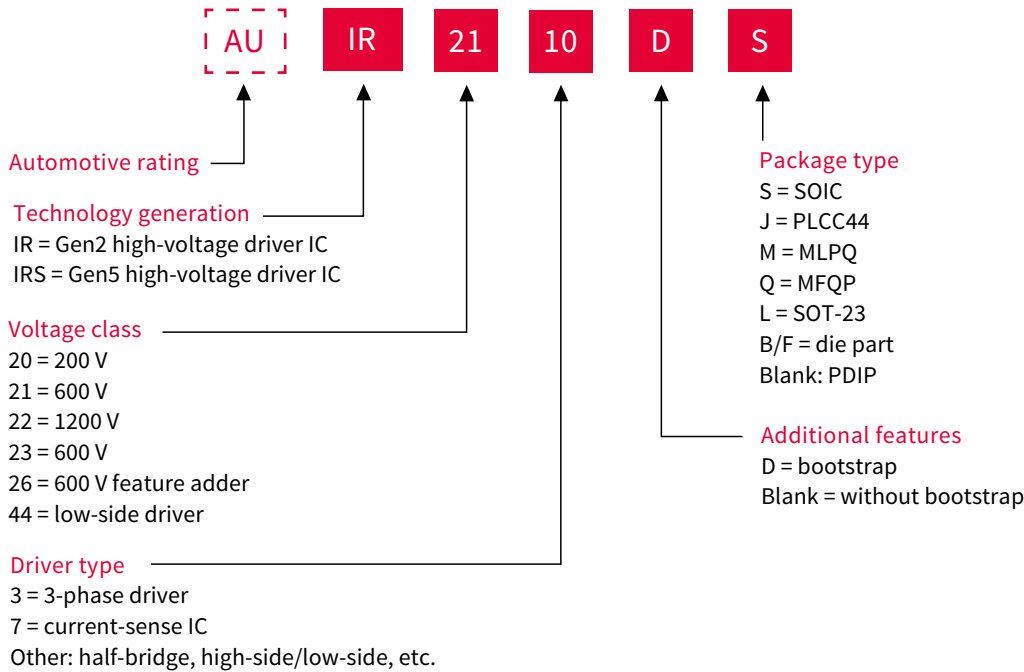 AU IR 21 10 D S
Automotive rating
Technology generation
IR = Gen2 high-voltage driver IC
IRS = Gen5 high-voltage driver IC
Voltage class
20 = 200 V
21 = 600 V
22 = 1200 V
23 = 600 V
26 = 600 V feature adder
44 = low-side driver
Driver type
3 = 3-phase driver
7 = current-sense IC
Other: half-bridge, high-side/low-side, etc.
Package type
S = SOIC
J = PLCC44
M = MLPQ
Q = MFQP
L = SOT-23
B/F = die part
Blank: PDIP
Additional features
D = bootstrap
Blank = without bootstrap